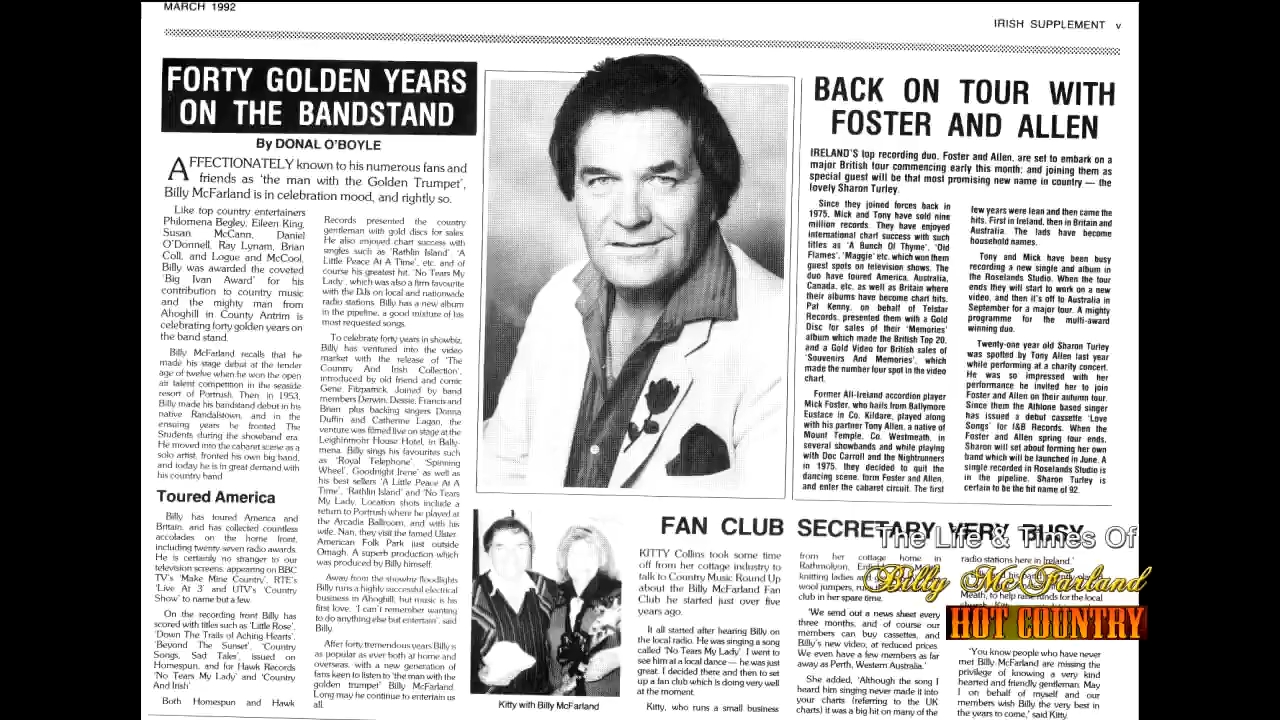 MARCH 1992
IRISH SUPPLEMENT v
FORTY GOLDEN YEARS
ON THE BANDSTAND
By DONAL O'BOYLE
AFFECTIONATELY known to his numerous fans and
friends as 'the man with the Golden Trumpet',
Billy McFarland is in celebration mood, and rightly so.
Like top country entertainers
Philomena Begley, Eileen King,
Susan McCann, Daniel
O'Donnell, Ray Lynam, Brian
Coll, and Logue and McCool,
Billy was awarded the coveted
'Big Ivan Award' for his
contribution to country music
and the mighty man from
Ahoghill in County Antrim is
celebrating forty golden years on
the band stand.
Billy McFarland recalls that he
made his stage debut at the tender
age of twelve when he won the open
air talent competition in the seaside
resort of Portrush. Then in 1953,
Billy made his bandstand debut in his
native Randalstown, and in the
ensuing years he fronted The
Students during the showband era.
He moved into the cabaret scene as a
solo artist, fronted his own big band,
and today he is in great demand with
his country band.
Toured America
Billy has toured America and
Britain, and has collected countless
accolades on the home front,
including twenty-seven radio awards.
He is certainly no stranger to our
television screens, appearing on BBC
TV's 'Make Mine Country', RTE's
'Live At 3' and UTV's 'Country
Show' to name but a few.
On the recording front Billy has
scored with titles such as 'Little Rose',
'Down The Trails of Aching Hearts',
'Beyond The Sunset', 'Country
Songs, Sad Tales', issued on
Homespun, and for Hawk Records
'No Tears My Lady' and 'Country
And Irish'
Both Homespun and Hawk
Records presented the country
gentleman with gold discs for sales.
He also enjoyed chart success with
singles such as 'Rathlin Island' 'A
Little Peace At A Time', etc. and of
course his greatest hit, 'No Tears My
Lady', which was also a firm favourite
with the DJs on local and nationwide
radio stations. Billy has a new album
in the pipeline, a good mixture of his
most requested songs.
To celebrate forty years in showbiz,
Billy has ventured into the video
market with the release of 'The
Country And Irish Collection',
introduced by old friend and comic
Gene Fitzpatrick. Joined by band
members Derwin, Dessie, Francis and
Brian plus backing singers Donna
Duffin and Catherine Lagan, the
venture was filmed live on stage at the
Leighinmohr House Hotel, in Bally-
mena. Billy sings his favourites such
as 'Royal Telephone', 'Spinning
Wheel', Goodnight Irene' as well as
his best sellers 'A Little Peace At A
Time', 'Rathlin Island' and 'No Tears
My Lady. Location shots include a
return to Portrush where he played at
the Arcadia Ballroom, and with his
wife, Nan, they visit the famed Ulster
American Folk Park just outside
Omagh. A superb production which
was produced by Billy himself.
Away from the showbiz floodlights
Billy runs a highly successful electrical
business in Ahoghill, but music is his
first love. 'I can't remember wanting
to do anything else but entertain', said
Billy.
After forty tremendous years Billy is
as popular as ever both at home and
overseas, with a new generation of
fans keen to listen to 'the man with the
golden trumpet' Billy McFarland.
Long may he continue to entertain us
all.
BACK ON TOUR WITH
FOSTER AND ALLEN
IRELAND'S top recording duo, Foster and Allen, are set to embark on a
major British tour commencing early this month; and joining them as
special guest will be that most promising new name in country — the
lovely Sharon Turley.
Since they joined forces back in
1975, Mick and Tony have sold nine
million records. They have enjoyed
international chart success with such
titles as 'A Bunch Of Thyme', 'Old
Flames', 'Maggie' etc, which won them
guest spots on television shows. The
duo have toured America, Australia,
Canada, etc. as well as Britain where
their albums have become chart hits.
Pat Kenny, on behalf of Telstar
Records, presented them with a Gold
Disc for sales of their 'Memories'
album which made the British Top 20,
and a Gold Video for British sales of
'Souvenirs And Memories', which
made the number four spot in the video
chart.
Former All-Ireland accordion player
Mick Foster, who hails from Ballymore
Eustace in Co. Kildare, played along
with his partner Tony Allen, a native of
Mount Temple, Co. Westmeath, in
several showbands and while playing
with Doc Carroll and the Nightrunners
in 1975, they decided to quit the
dancing scene, form Foster and Allen,
and enter the cabaret circuit. The first
few years were lean and then came the
hits. First in Ireland, then in Britain and
Australia. The lads have become
household names.
Tony and Mick have been busy
recording a new single and album in
the Roselands Studio. When the tour
ends they will start to work on a new
video, and then it's off to Australia in
September for a major tour. A mighty
programme for the multi-award
winning duo.
Twenty-one year old Sharon Turley
was spotted by Tony Allen last year
while performing at a charity concert.
He was so impressed with her
performance he invited her to join
Foster and Allen on their autumn tour.
Since them the Athlone based singer
has issued a debut cassette 'Love
Songs' for I&B Records. When the
Foster and Allen spring tour ends,
Sharon will set about forming her own
band which will be launched in June. A
single recorded in Roselands Studio is
in the pipeline. Sharon Turley is
certain to be the hit name of 92.
Kitty with Billy McFarland
FAN CLUB SECRETARY VERY BUSY
KITTY Collins took some time
off from her cottage industry to
talk to Country Music Round Up
about the Billy McFarland Fan
Club he started just over five
years ago.
It all started after hearing Billy on
the local radio. He was singing a song
called 'No Tears My Lady' I went to
see him at a local dance — he was just
great. I decided there and then to set
up a fan club which is doing very well
at the moment.
Kitty, who runs a small business
from her cottage home in
Rathmolyon,
knitting ladies
wool jumpers,
club in her spare time.
'We send out a news sheet every
three months, and of course our
members can buy cassettes, and
Billy's new video, at reduced prices.
We even have a few members as far
away as Perth, Western Australia.'
She added, 'Although the song I
heard him singing never made it into
your charts (referring to the UK
charts) it was a big hit on many of the
radio stations here in Ireland.'
Meath, to help raise funds for the local
'You know people who have never
met Billy McFarland are missing the
privilege of knowing a very kind
hearted and friendly gentleman. May
I on behalf of myself and our
members wish Billy the very best in
the years to come,' said Kitty
The Life & Times Of
Billy McFarland
HOT COUNTRY